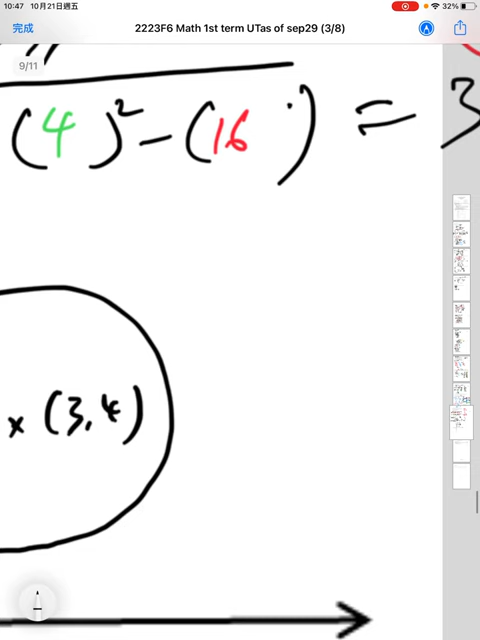 10:47 10月21日週五 32%
完成 2223F6 Math 1st term UTas of sep29 (3/8)
9/11
(4)² - (16) = 3
× (3, 4)